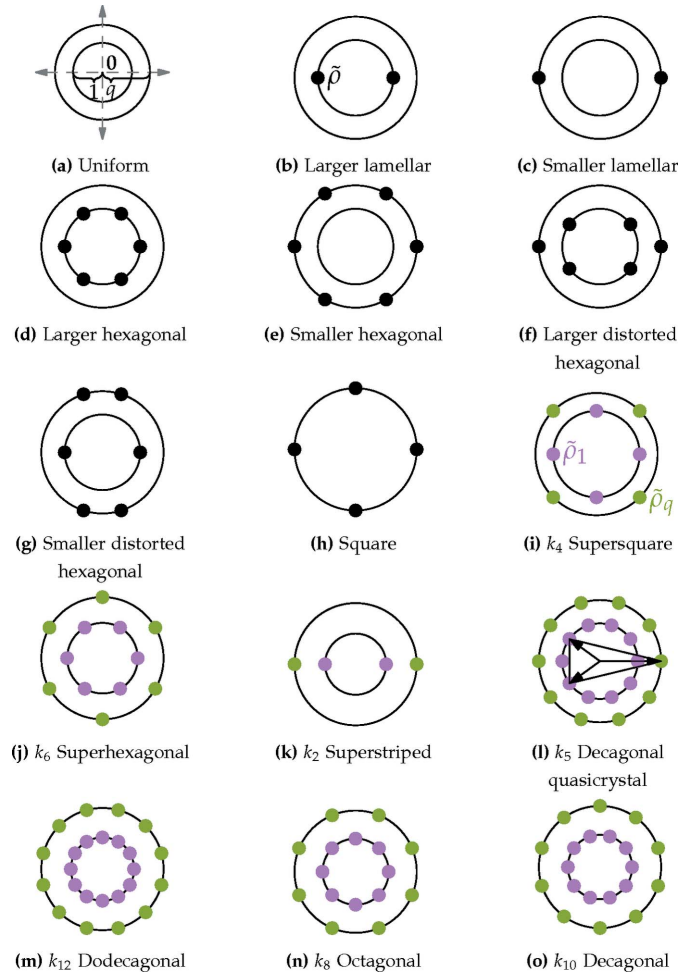 0
1 q
(a) Uniform
ρ̃
(b) Larger lamellar
(c) Smaller lamellar
(d) Larger hexagonal
(e) Smaller hexagonal
(f) Larger distorted
hexagonal
(g) Smaller distorted
hexagonal
(h) Square
ρ̃₁
ρ̃q
(i) k₄ Supersquare
(j) k₆ Superhexagonal
(k) k₂ Superstriped
(l) k₅ Decagonal
quasicrystal
(m) k₁₂ Dodecagonal
(n) k₈ Octagonal
(o) k₁₀ Decagonal